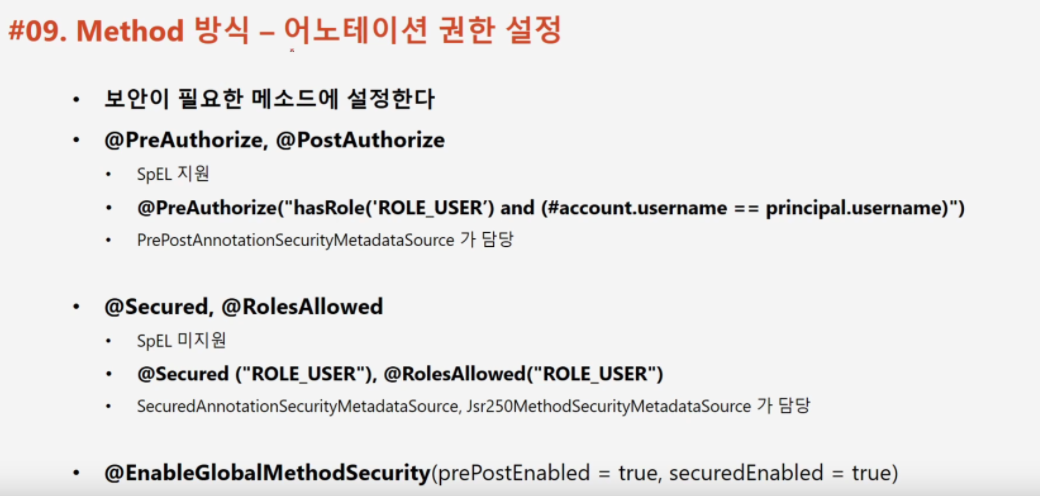 #09. Method 방식 – 어노테이션 권한 설정
• 보안이 필요한 메소드에 설정한다
• @PreAuthorize, @PostAuthorize
• SpEL 지원
• @PreAuthorize("hasRole('ROLE_USER') and (#account.username == principal.username)")
• PrePostAnnotationSecurityMetadataSource 가 담당
• @Secured, @RolesAllowed
• SpEL 미지원
• @Secured ("ROLE_USER"), @RolesAllowed("ROLE_USER")
• SecuredAnnotationSecurityMetadataSource, Jsr250MethodSecurityMetadataSource 가 담당
• @EnableGlobalMethodSecurity(prePostEnabled = true, securedEnabled = true)